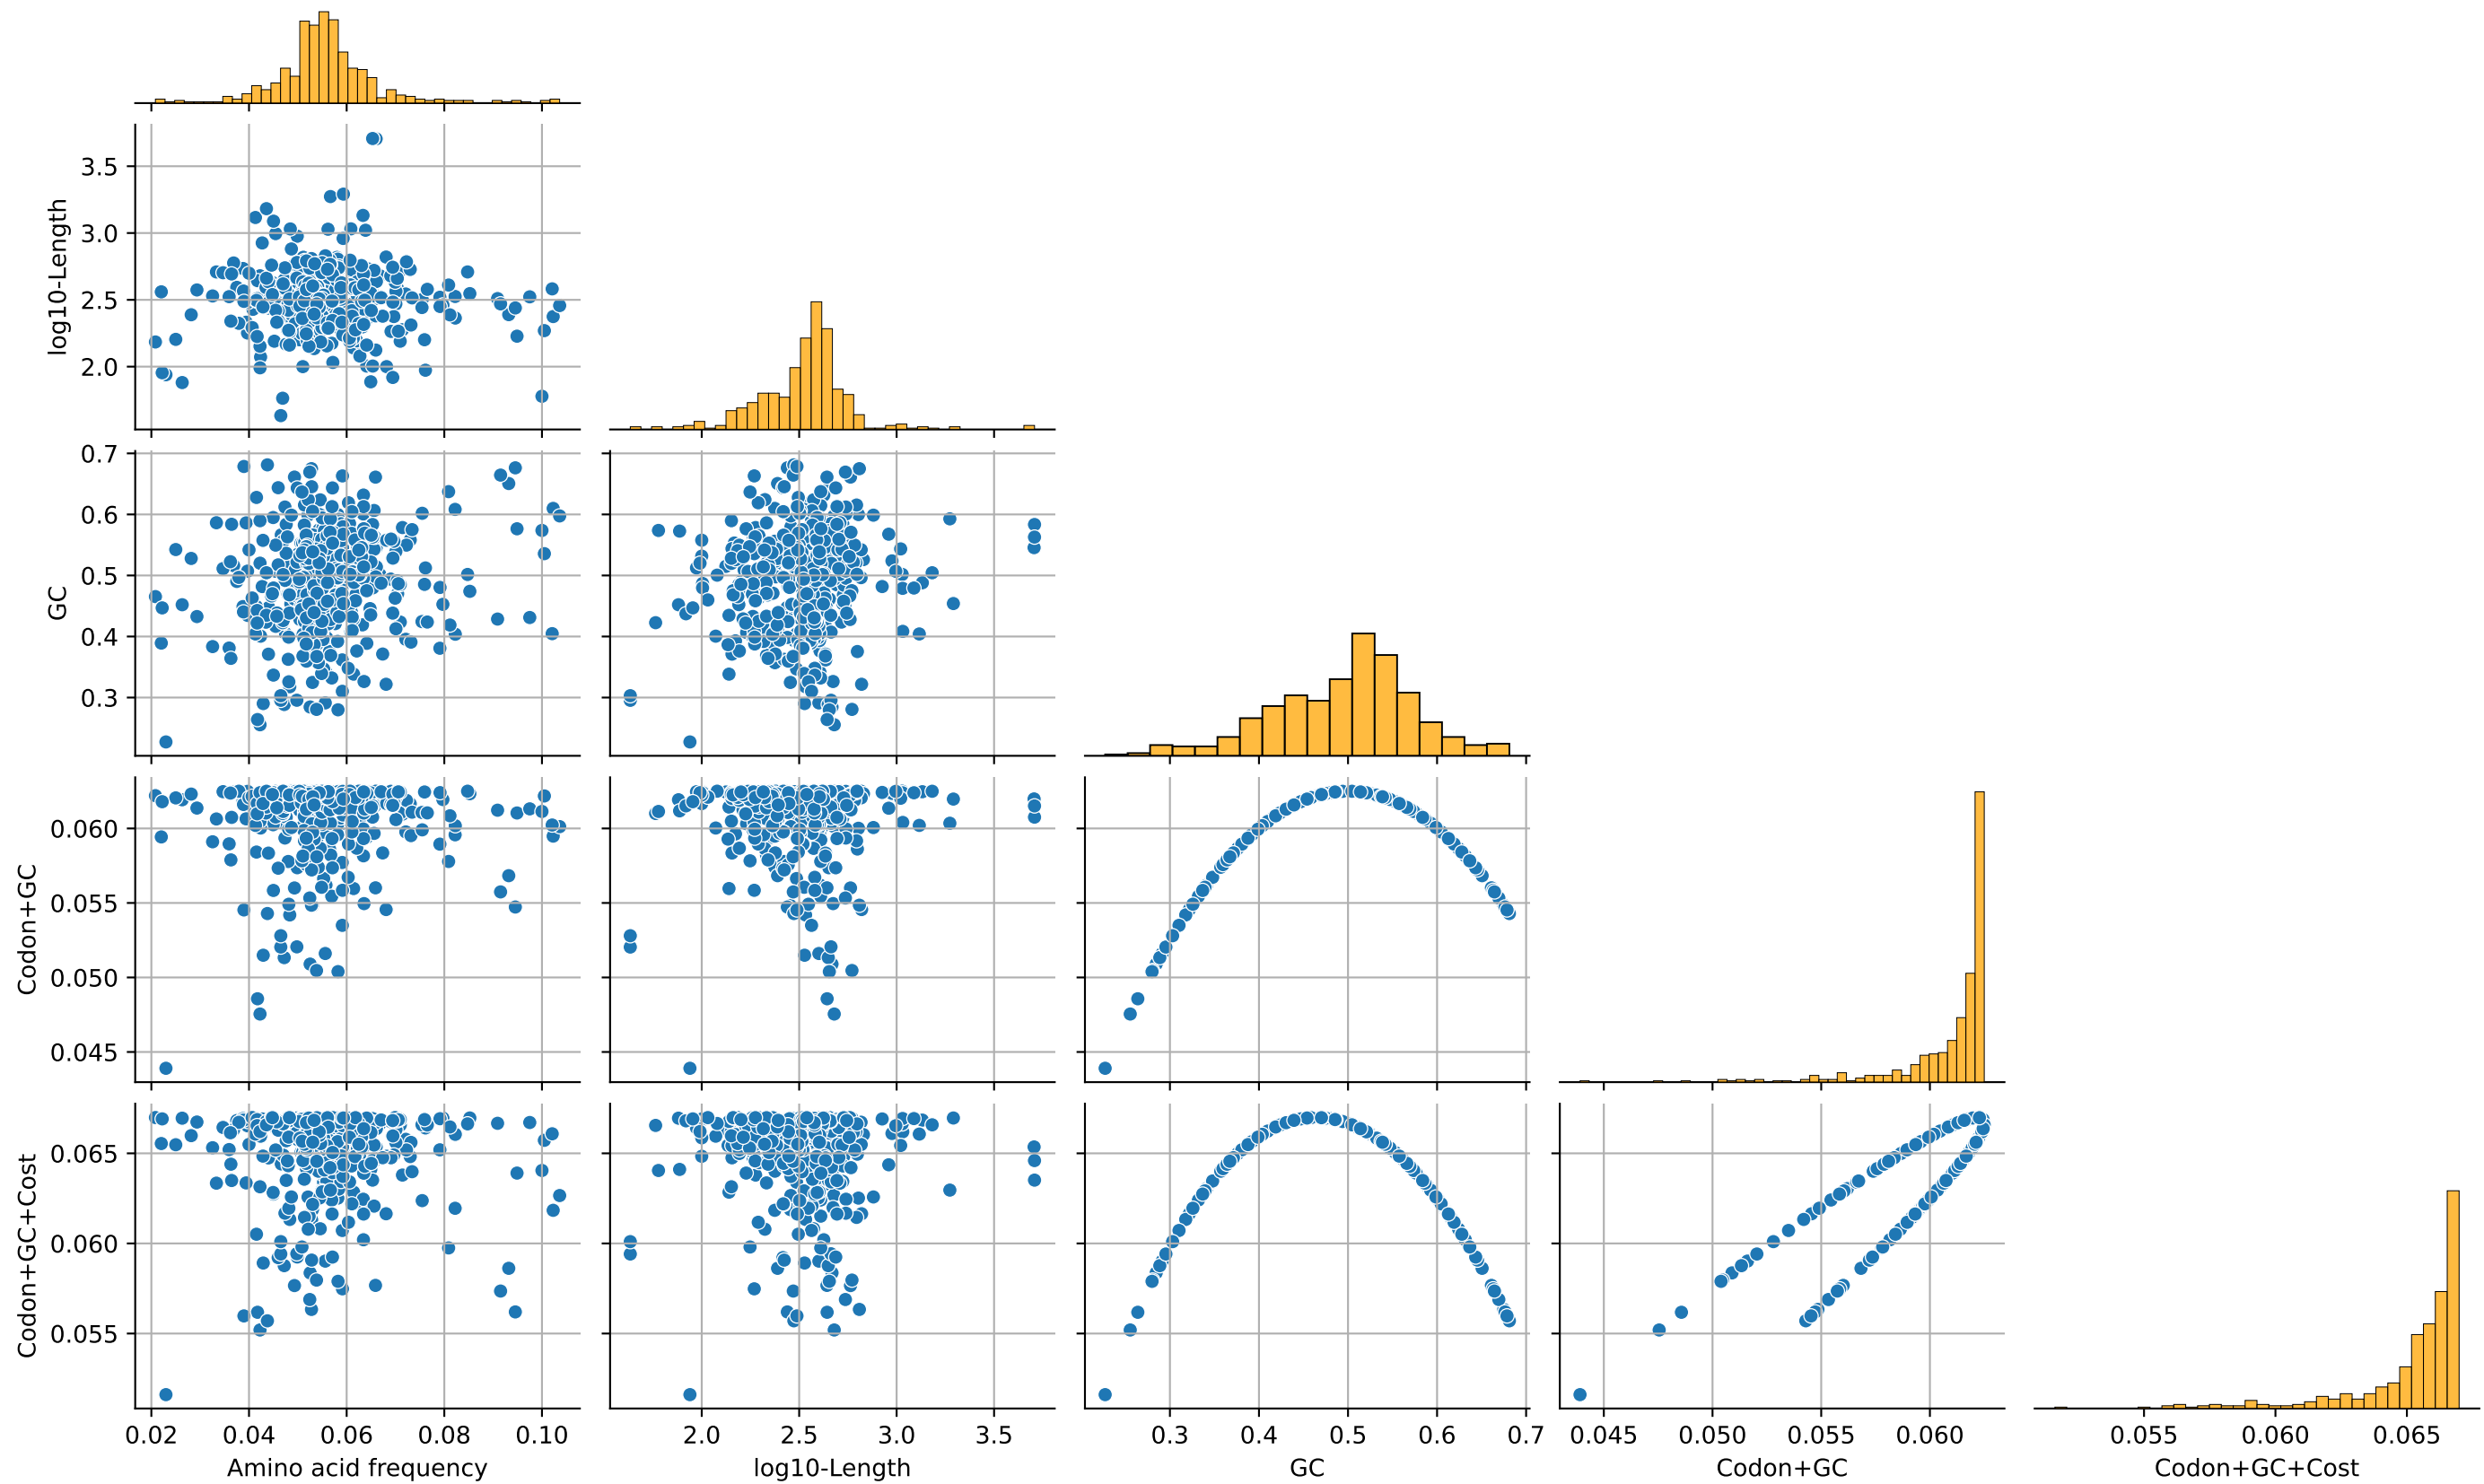 log10-Length
3.5
3.0
2.5
2.0
GC
0.7
0.6
0.5
0.4
0.3
Codon+GC
0.060
0.055
0.050
0.045
Codon+GC+Cost
0.065
0.060
0.055
0.02 0.04 0.06 0.08 0.10
2.0 2.5 3.0 3.5
0.3 0.4 0.5 0.6 0.7
0.045 0.050 0.055 0.060
0.055 0.060 0.065
Amino acid frequency
log10-Length
GC
Codon+GC
Codon+GC+Cost